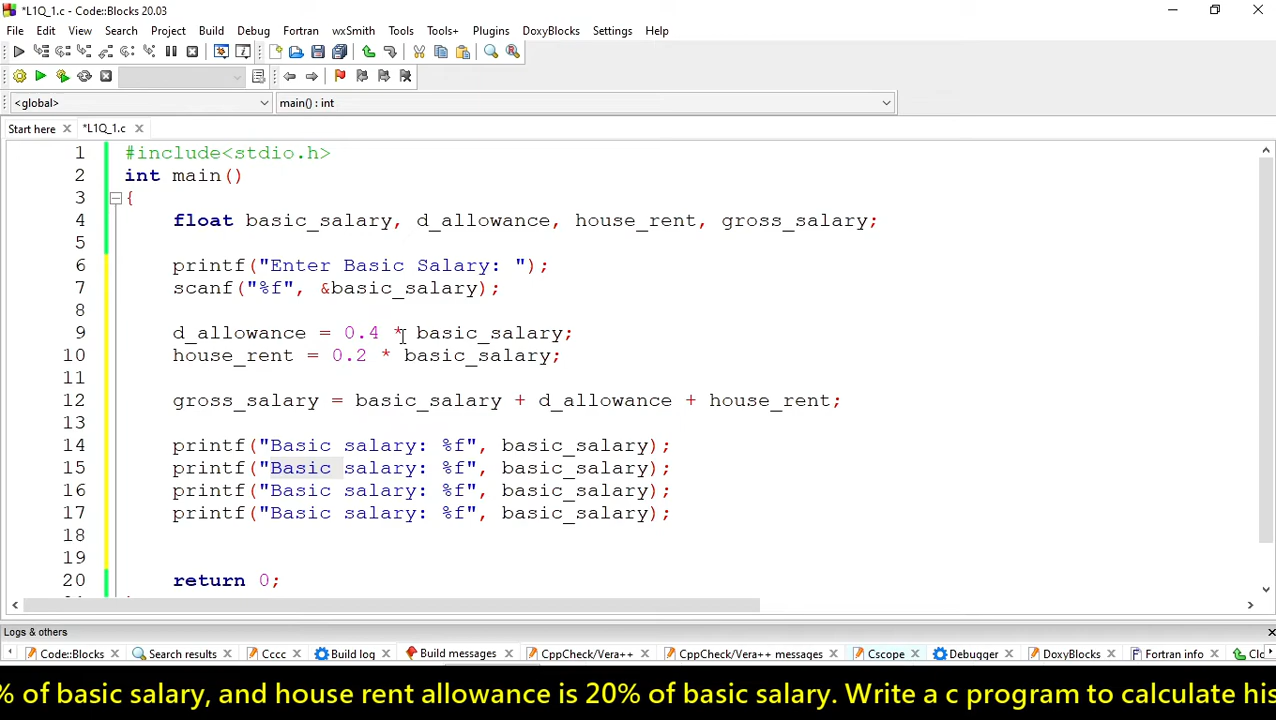 *L1Q_1.c - Code::Blocks 20.03
File Edit View Search Project Build Debug Fortran wxSmith Tools Tools+ Plugins DoxyBlocks Settings Help
<global> main() : int
Start here *L1Q_1.c
1 #include<stdio.h>
2 int main()
3 {
4 float basic_salary, d_allowance, house_rent, gross_salary;
5
6 printf("Enter Basic Salary: ");
7 scanf("%f", &basic_salary);
8
9 d_allowance = 0.4 * basic_salary;
10 house_rent = 0.2 * basic_salary;
11
12 gross_salary = basic_salary + d_allowance + house_rent;
13
14 printf("Basic salary: %f", basic_salary);
15 printf("Basic salary: %f", basic_salary);
16 printf("Basic salary: %f", basic_salary);
17 printf("Basic salary: %f", basic_salary);
18
19
20 return 0;
Logs & others
Code::Blocks Search results Cccc Build log Build messages CppCheck/Vera++ CppCheck/Vera++ messages Cscope Debugger DoxyBlocks Fortran info Clo
% of basic salary, and house rent allowance is 20% of basic salary. Write a c program to calculate his